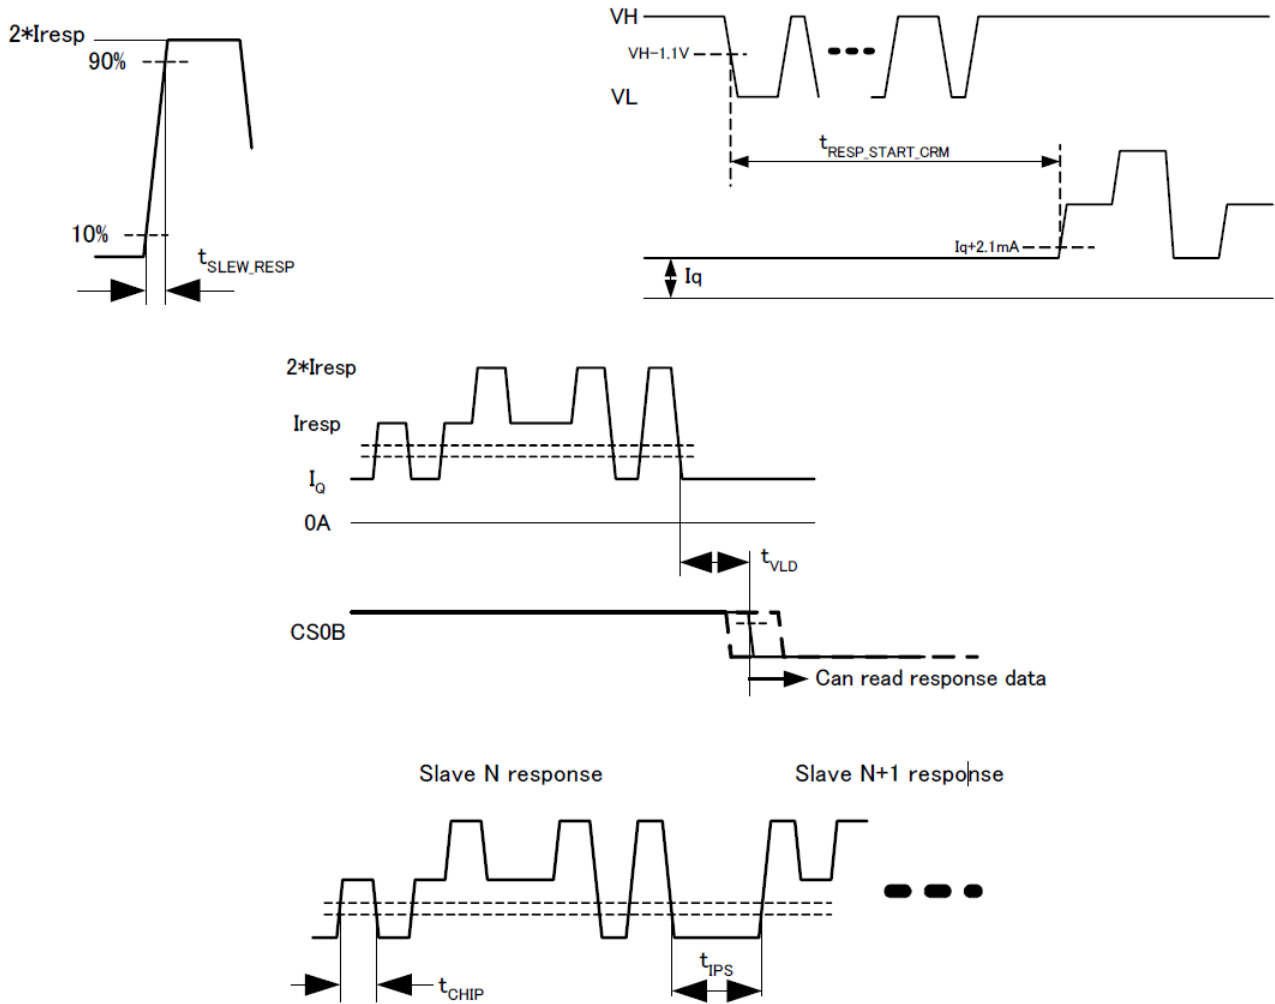 2*Iresp
90%
10%
tSLEW_RESP
VH
VH-1.1V
VL
tRESP_START_CRM
Iq+2.1mA
Iq
2*Iresp
Iresp
IQ
0A
tVLD
CS0B
Can read response data
Slave N response
Slave N+1 response
tCHIP
tIPS